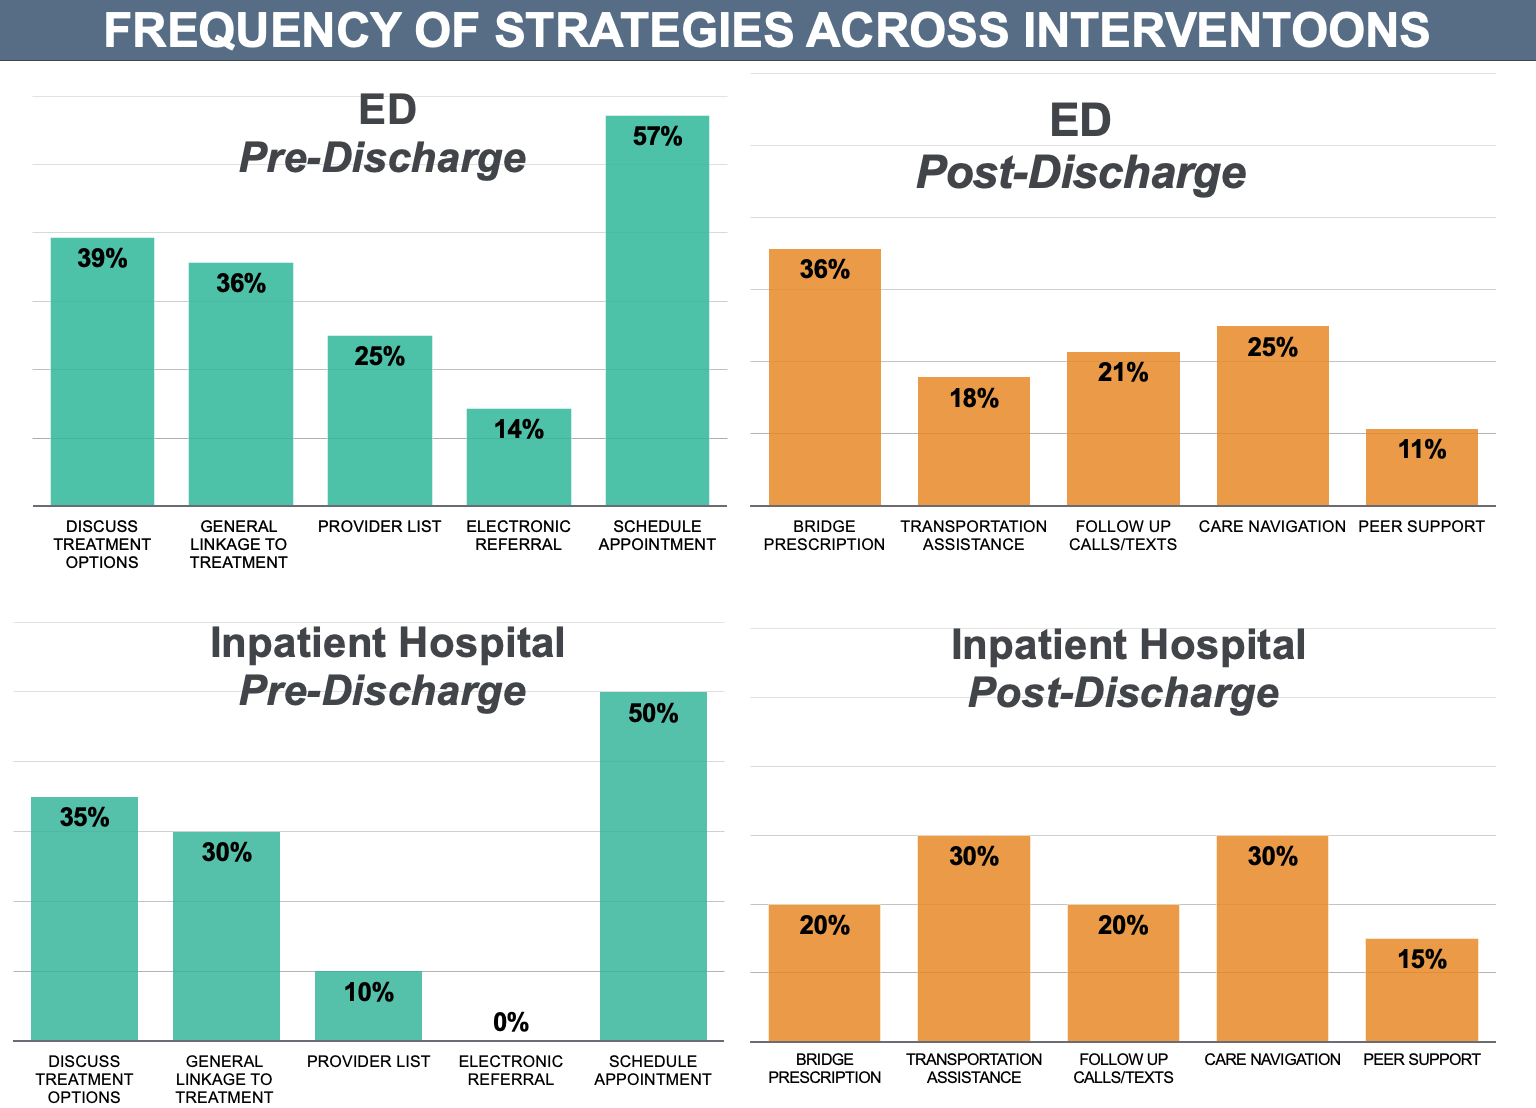 FREQUENCY OF STRATEGIES ACROSS INTERVENTOONS
ED
Pre-Discharge
39%
36%
25%
14%
57%
DISCUSS
TREATMENT
OPTIONS
GENERAL
LINKAGE TO
TREATMENT
PROVIDER LIST
ELECTRONIC
REFERRAL
SCHEDULE
APPOINTMENT
ED
Post-Discharge
36%
18%
21%
25%
11%
BRIDGE
PRESCRIPTION
TRANSPORTATION
ASSISTANCE
FOLLOW UP
CALLS/TEXTS
CARE NAVIGATION
PEER SUPPORT
Inpatient Hospital
Pre-Discharge
35%
30%
10%
0%
50%
DISCUSS
TREATMENT
OPTIONS
GENERAL
LINKAGE TO
TREATMENT
PROVIDER LIST
ELECTRONIC
REFERRAL
SCHEDULE
APPOINTMENT
Inpatient Hospital
Post-Discharge
20%
30%
20%
30%
15%
BRIDGE
PRESCRIPTION
TRANSPORTATION
ASSISTANCE
FOLLOW UP
CALLS/TEXTS
CARE NAVIGATION
PEER SUPPORT